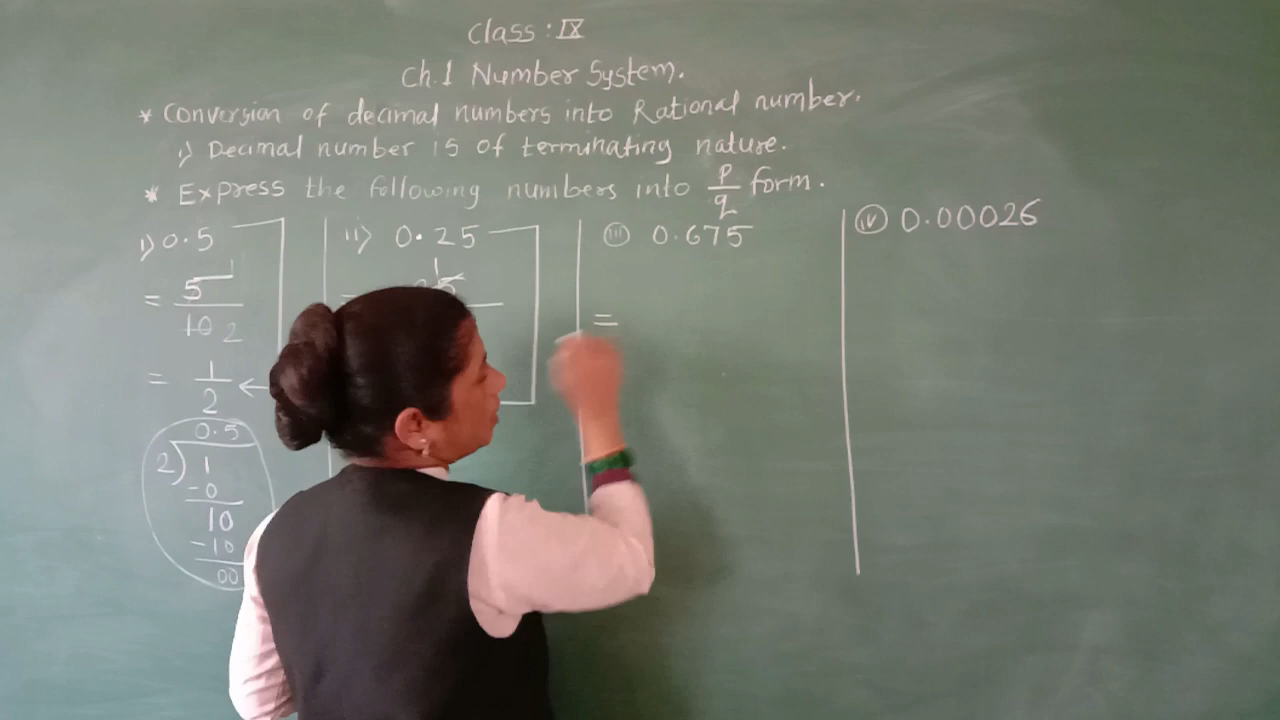 Class : IX
Ch.1 Number System.
* Conversion of decimal numbers into Rational number.
i) Decimal number is of terminating nature.
* Express the following numbers into p/q form.
i) 0.5
= 5/10 1 2
= 1/2 ←
0.5
2) 1
-0
10
-10
00
ii) 0.25
1
=
iii 0.675
=
iv 0.00026